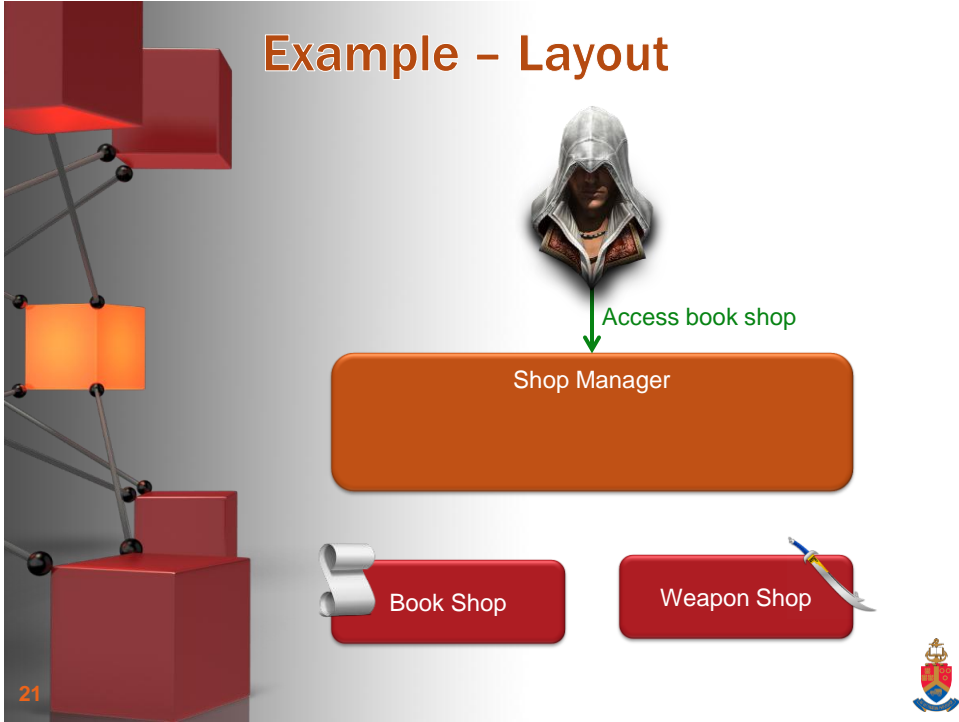 Example – Layout
Access book shop
Shop Manager
Book Shop
Weapon Shop
21